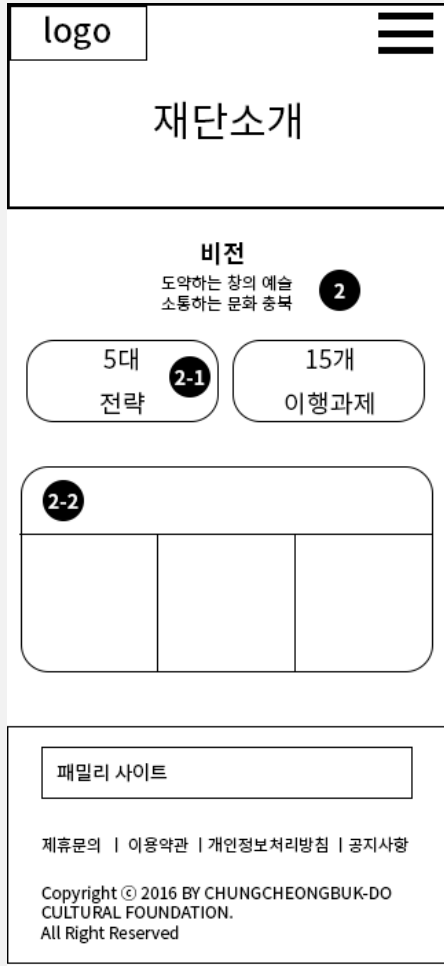 logo
재단소개
비전
도약하는 창의 예술
소통하는 문화 충북
2
5대
전략
2-1
15개
이행과제
2-2
패밀리 사이트
제휴문의 | 이용약관 | 개인정보처리방침 | 공지사항
Copyright ⓒ 2016 BY CHUNGCHEONGBUK-DO
CULTURAL FOUNDATION.
All Right Reserved